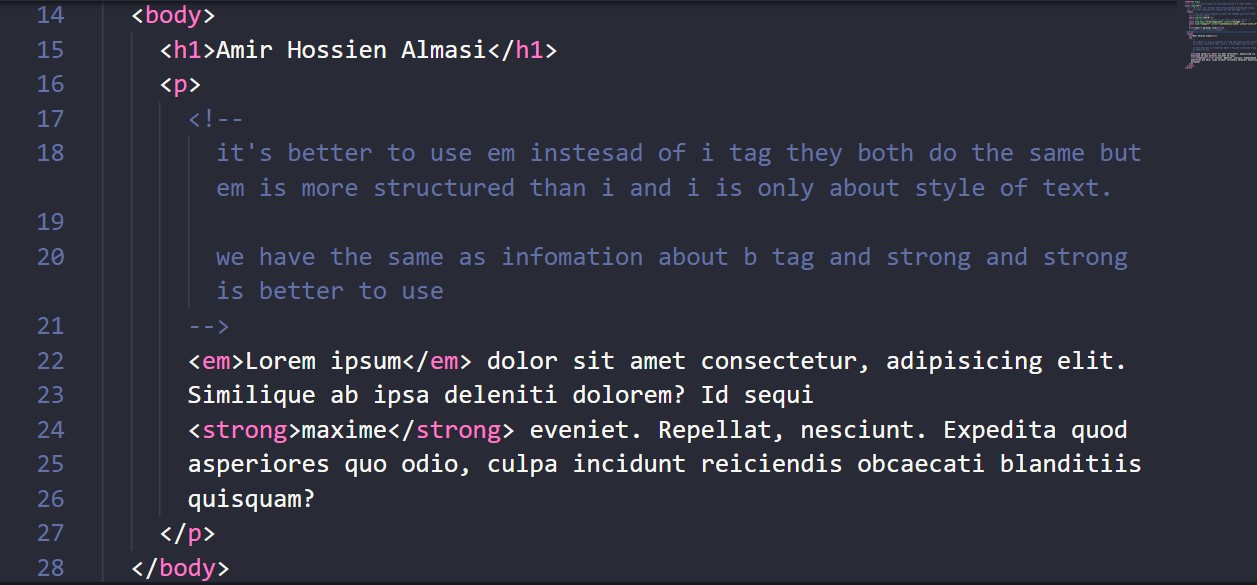 14 <body>
15 <h1>Amir Hossien Almasi</h1>
16 <p>
17 <!--
18 it's better to use em instesad of i tag they both do the same but
em is more structured than i and i is only about style of text.
19
20 we have the same as infomation about b tag and strong and strong
is better to use
21 -->
22 <em>Lorem ipsum</em> dolor sit amet consectetur, adipisicing elit.
23 Similique ab ipsa deleniti dolorem? Id sequi
24 <strong>maxime</strong> eveniet. Repellat, nesciunt. Expedita quod
25 asperiores quo odio, culpa incidunt reiciendis obcaecati blanditiis
26 quisquam?
27 </p>
28 </body>